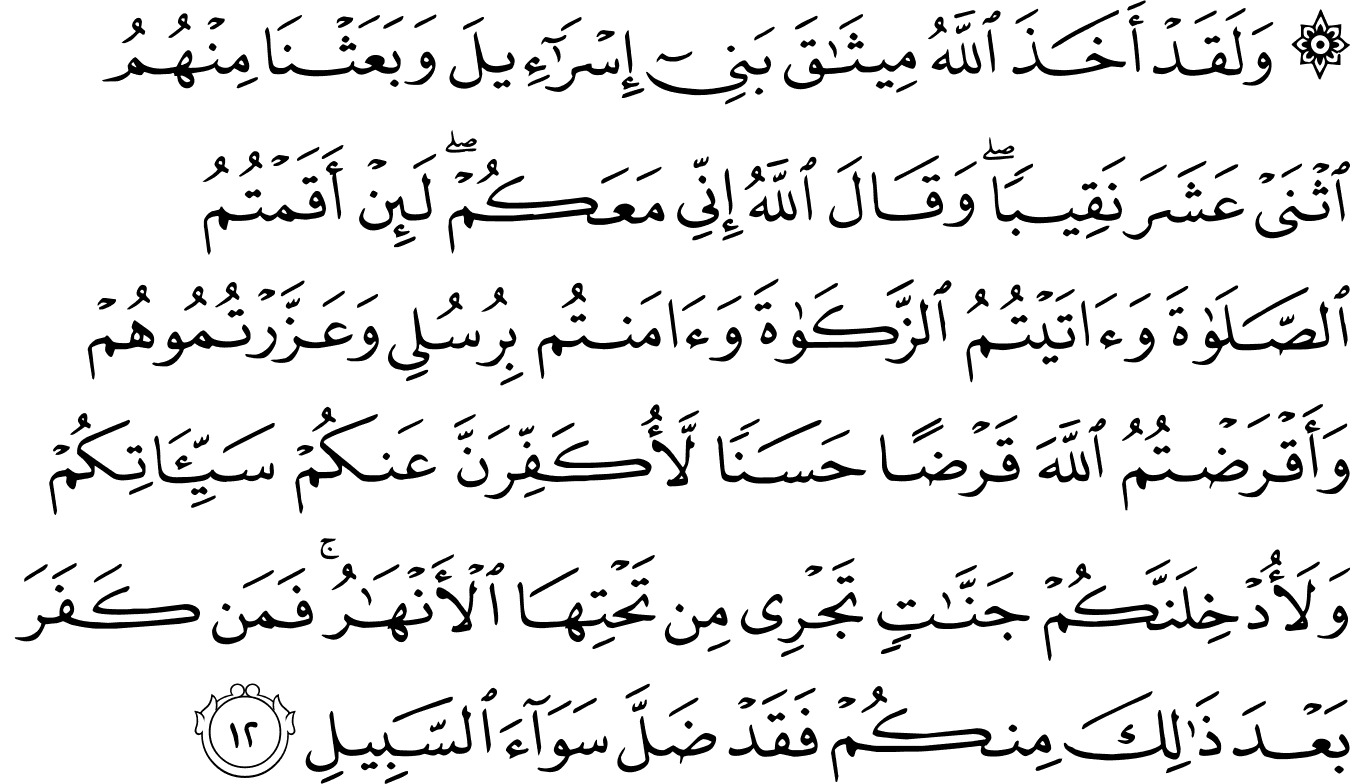 ۞ وَلَقَدْ أَخَذَ ٱللَّهُ مِيثَـٰقَ بَنِىٓ إِسْرَٰٓءِيلَ وَبَعَثْنَا مِنْهُمُ
ٱثْنَىْ عَشَرَ نَقِيبًا ۖ وَقَالَ ٱللَّهُ إِنِّى مَعَكُمْ ۖ لَئِنْ أَقَمْتُمُ
ٱلصَّلَوٰةَ وَءَاتَيْتُمُ ٱلزَّكَوٰةَ وَءَامَنتُم بِرُسُلِى وَعَزَّرْتُمُوهُمْ
وَأَقْرَضْتُمُ ٱللَّهَ قَرْضًا حَسَنًا لَّأُكَفِّرَنَّ عَنكُمْ سَيِّـَٔاتِكُمْ
وَلَأُدْخِلَنَّكُمْ جَنَّـٰتٍ تَجْرِى مِن تَحْتِهَا ٱلْأَنْهَـٰرُ ۚ فَمَن كَفَرَ
بَعْدَ ذَٰلِكَ مِنكُمْ فَقَدْ ضَلَّ سَوَآءَ ٱلسَّبِيلِ ١٢